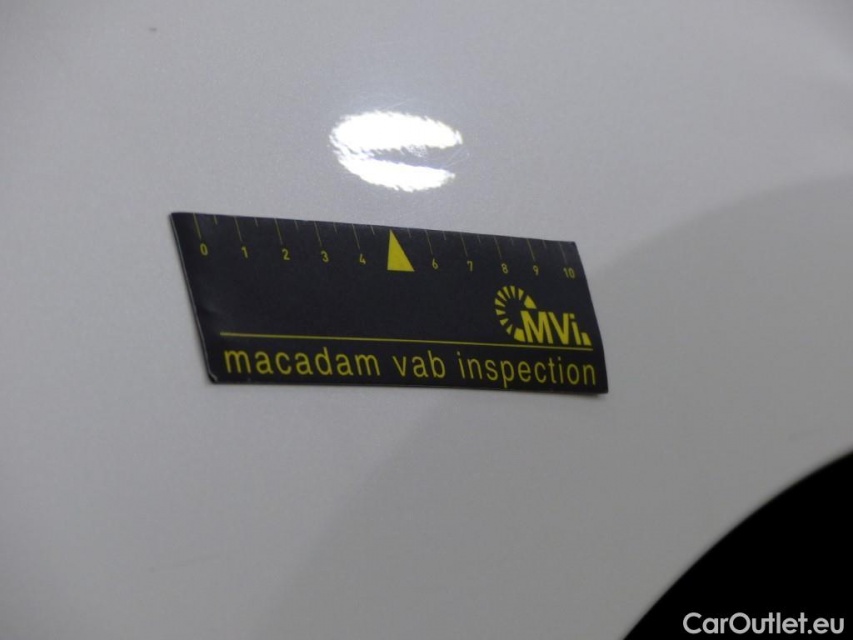 0 1 2 3 4 6 7 8 9 10
MVi.
macadam vab inspection
CarOutlet.eu